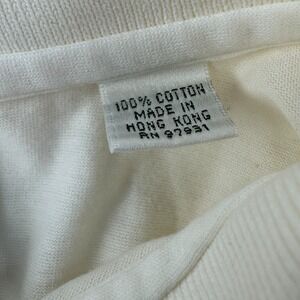 100% COTTON
MADE IN
HONG KONG
RN 97931